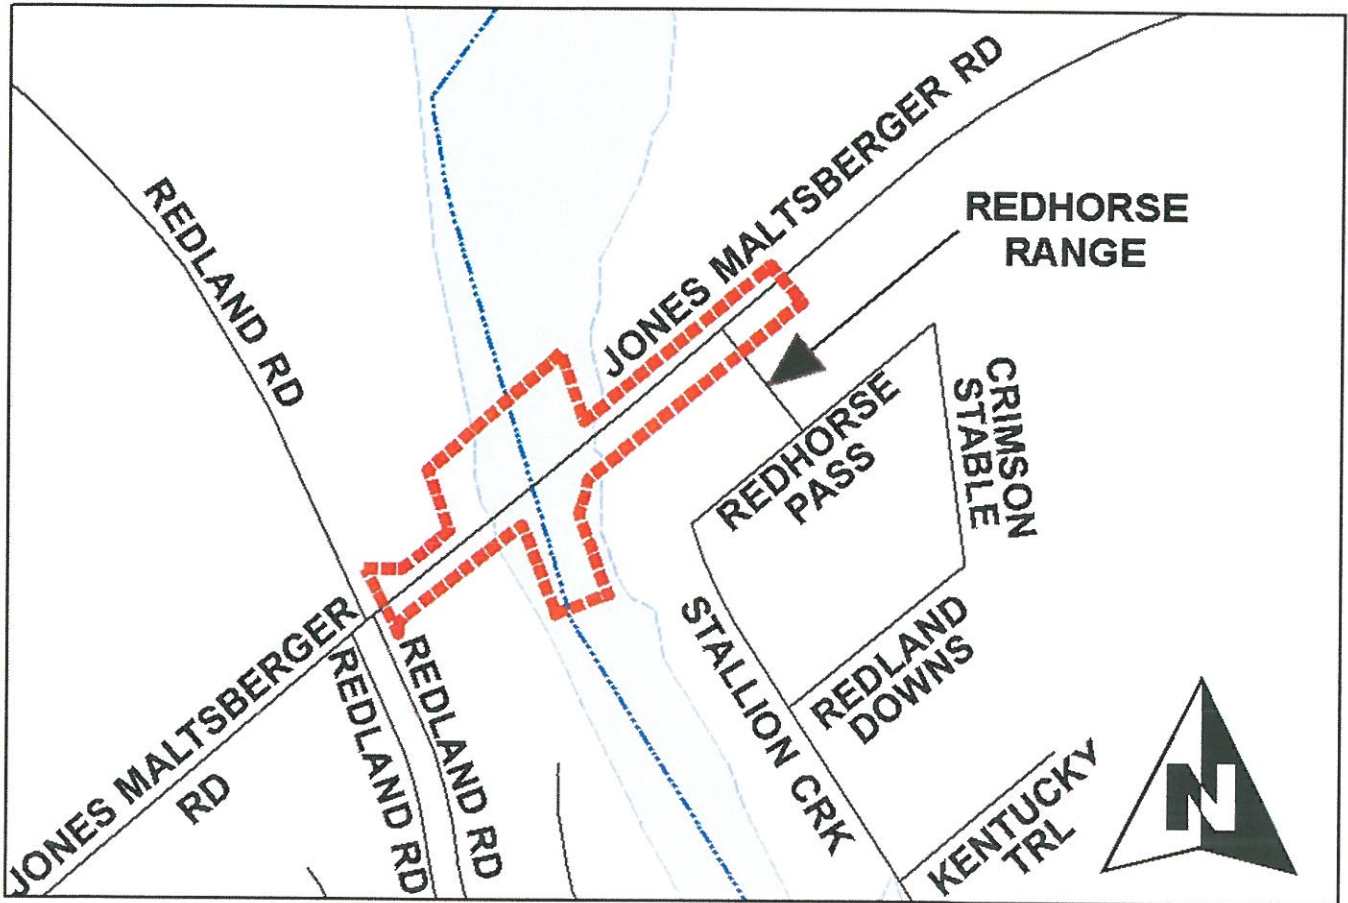 JONES MALTSBERGER RD
REDLAND RD
REDHORSE
RANGE
CRIMSON
STABLE
REDHORSE
PASS
JONES MALTSBERGER
RD
REDLAND RD
REDLAND RD
STALLION CRK
REDLAND
DOWNS
KENTUCKY
TRL
N